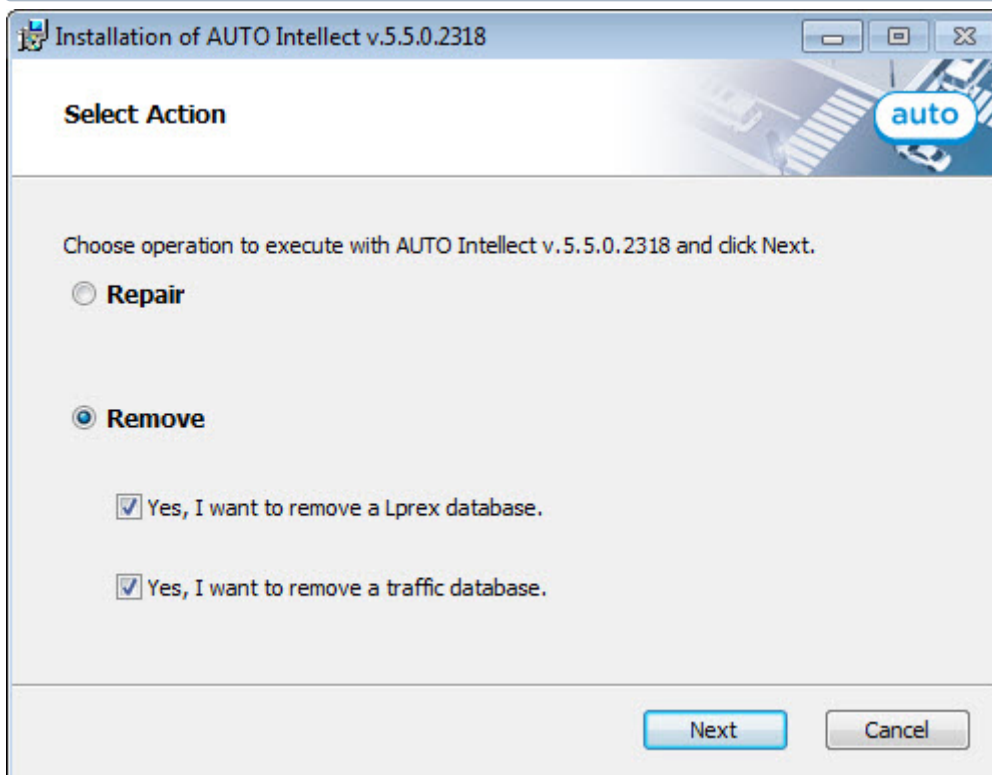 Installation of AUTO Intellect v.5.5.0.2318
Select Action
auto
Choose operation to execute with AUTO Intellect v.5.5.0.2318 and click Next.
Repair
Remove
Yes, I want to remove a Lprex database.
Yes, I want to remove a traffic database.
Next
Cancel